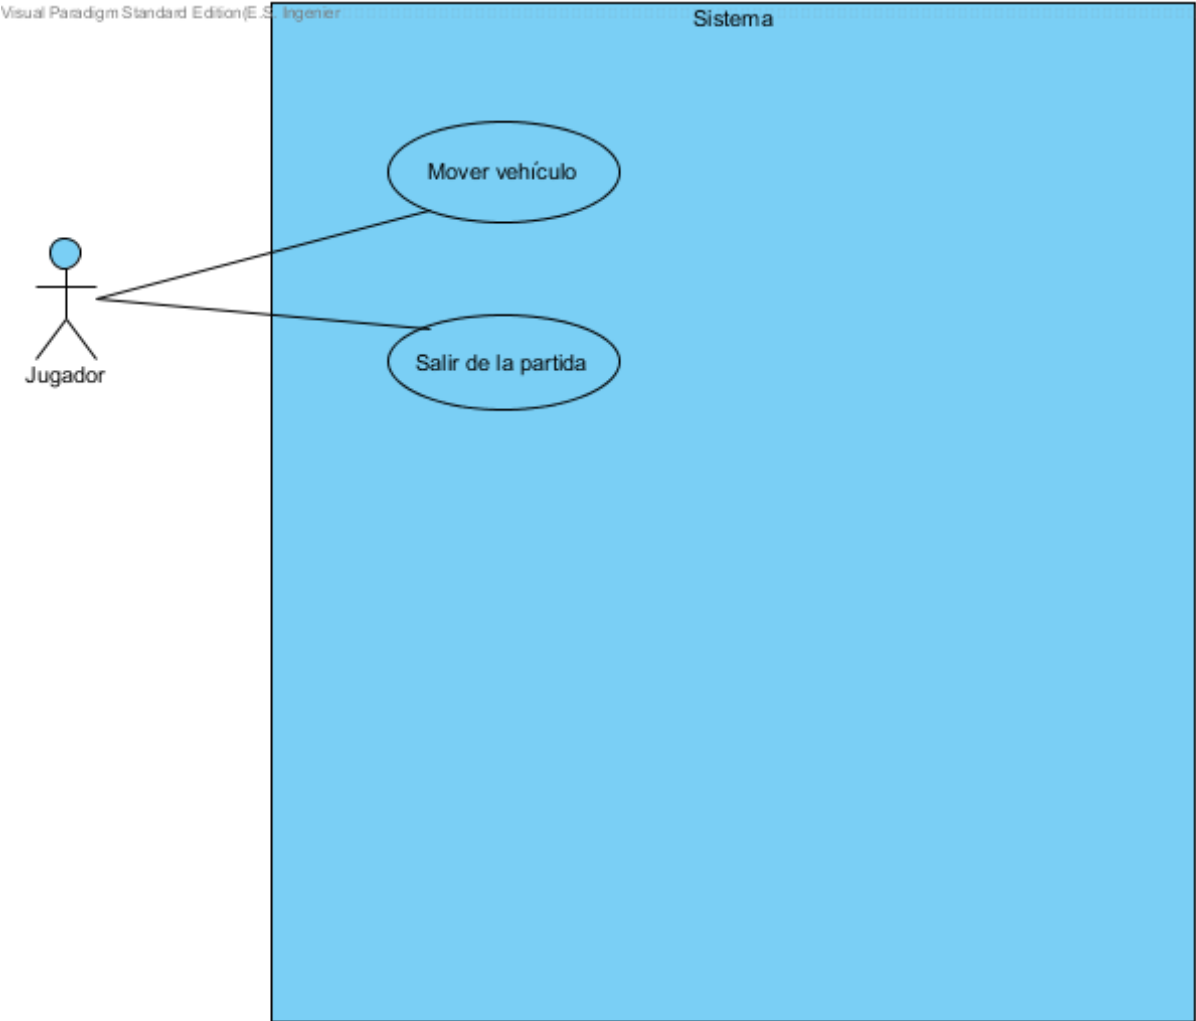 Visual Paradigm Standard Edition(E.S. Ingenier
Sistema
Mover vehículo
Salir de la partida
Jugador